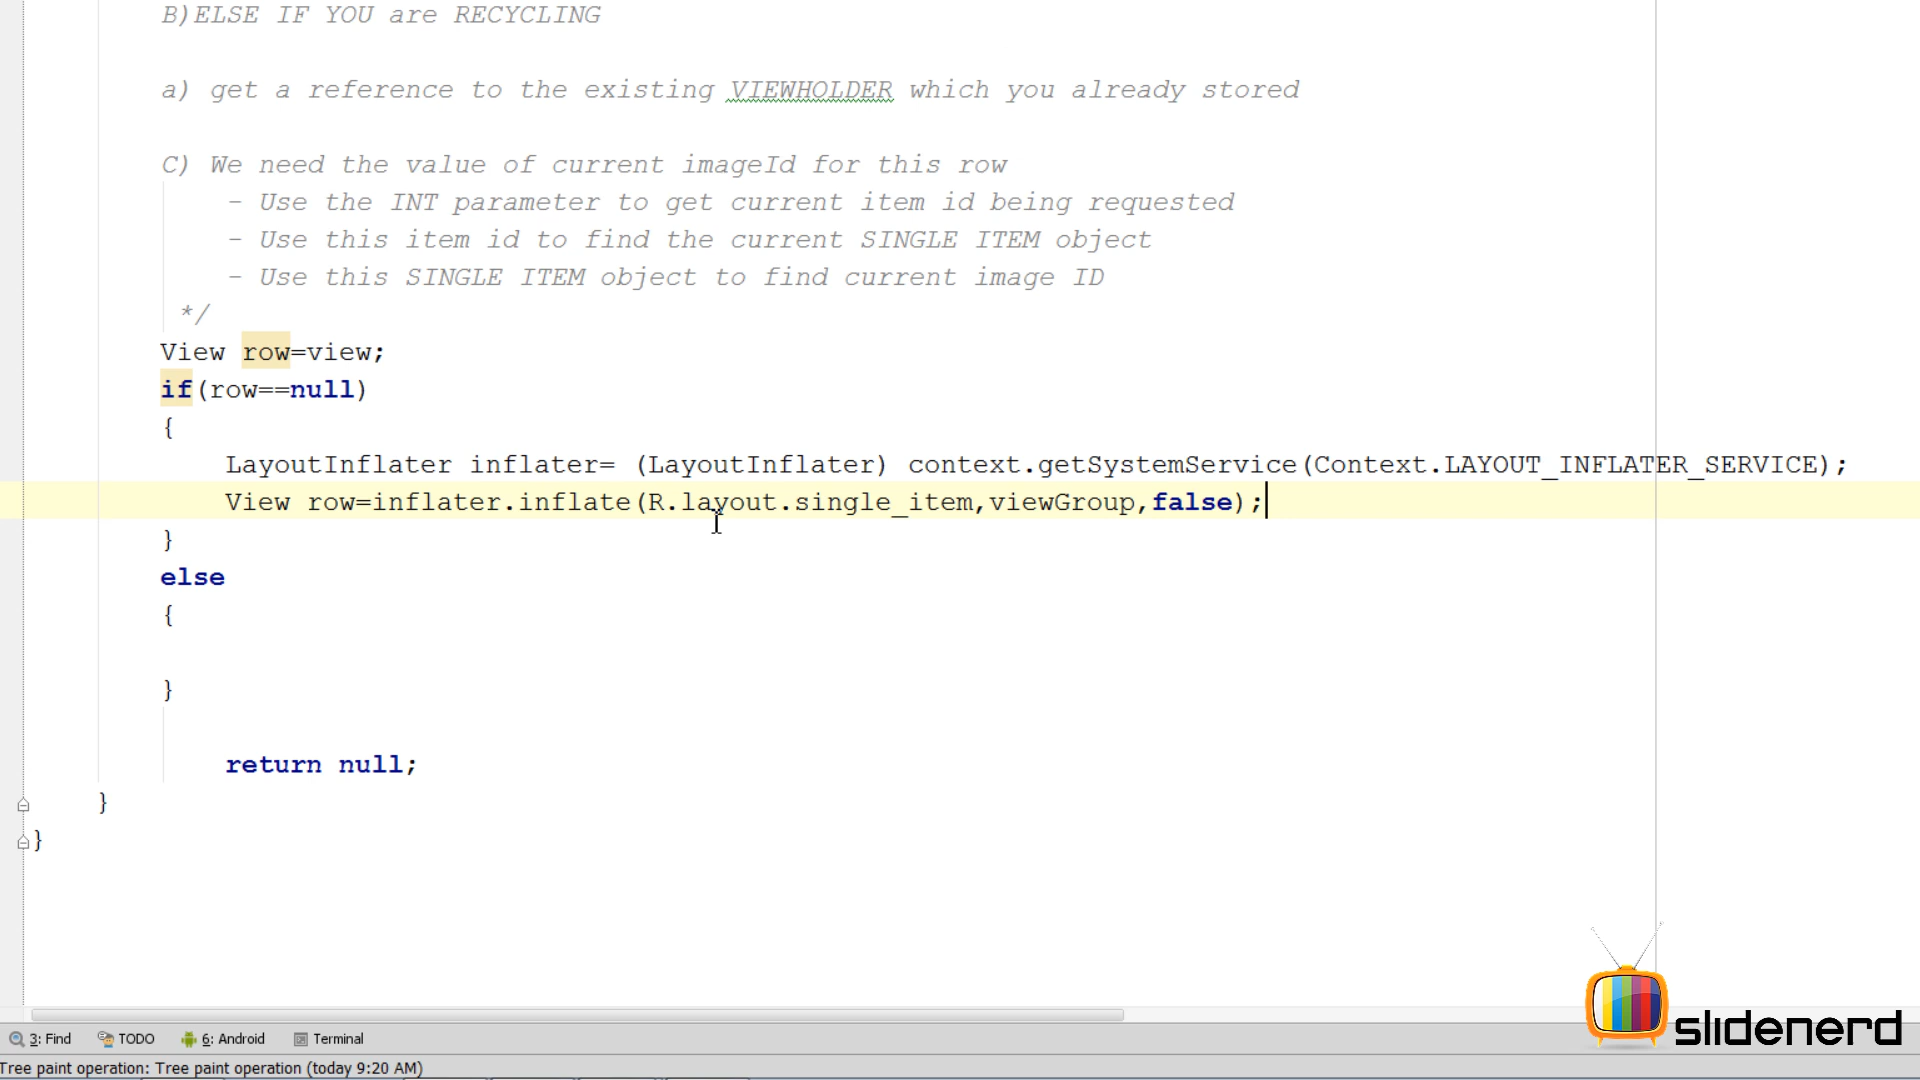 B)ELSE IF YOU are RECYCLING
a) get a reference to the existing VIEWHOLDER which you already stored
C) We need the value of current imageId for this row
- Use the INT parameter to get current item id being requested
- Use this item id to find the current SINGLE ITEM object
- Use this SINGLE ITEM object to find current image ID
*/
View row=view;
if(row==null)
{
LayoutInflater inflater= (LayoutInflater) context.getSystemService(Context.LAYOUT_INFLATER_SERVICE);
View row=inflater.inflate(R.layout.single_item,viewGroup,false);
}
else
{
}
return null;
}
}
slidenerd
3: Find TODO 6: Android Terminal
Tree paint operation: Tree paint operation (today 9:20 AM)